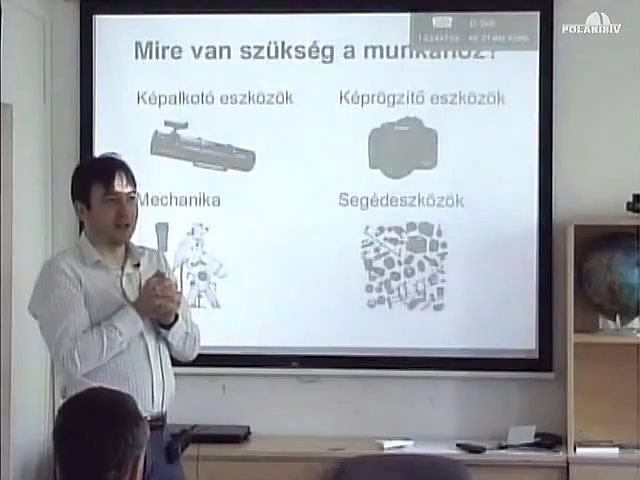 POLARIS TV
Mire van szükség a munkához?
Képalkotó eszközök
Képrögzítő eszközök
Mechanika
Segédeszközök